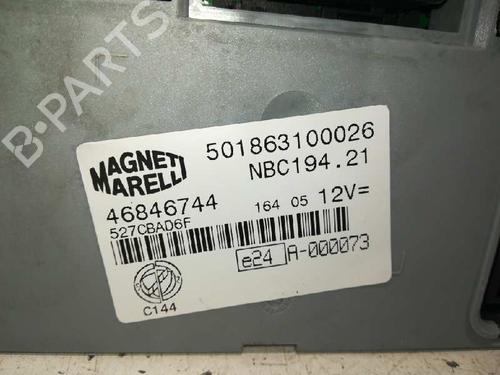 B-PARTS
MAGNETI MARELLI
501863100026
NBC194.21
46846744
164 05 12V=
527CBAD6F
e24 A-000073
C144